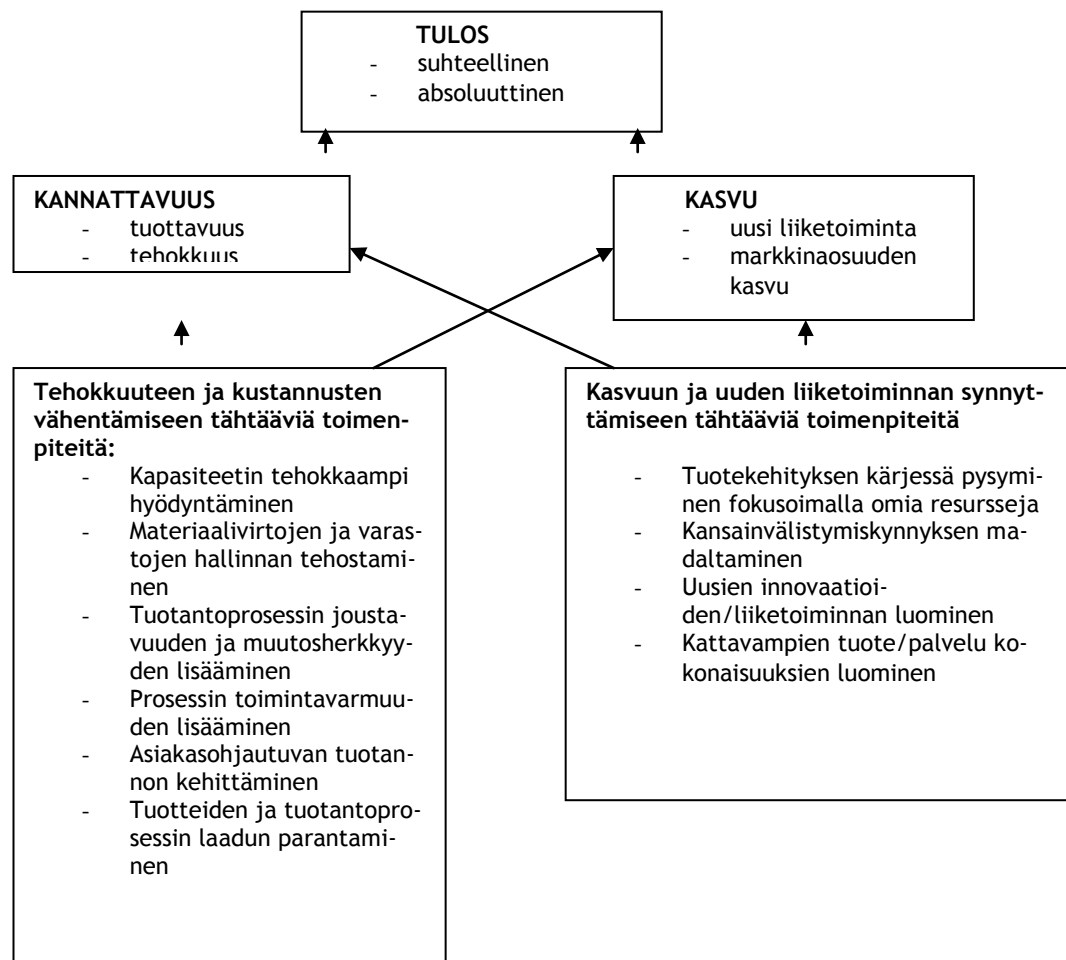 TULOS
- suhteellinen
- absoluuttinen
KANNATTAVUUS
- tuottavuus
- tehokkuus
KASVU
- uusi liiketoiminta
- markkinaosuuden
kasvu
Tehokkuuteen ja kustannusten
vähentämiseen tähtääviä toimen-
piteitä:
- Kapasiteetin tehokkaampi
hyödyntäminen
- Materiaalivirtojen ja varas-
tojen hallinnan tehostami-
nen
- Tuotantoprosessin jousta-
vuuden ja muutosherkkyy-
den lisääminen
- Prosessin toimintavarmuu-
den lisääminen
- Asiakasohjautuvan tuotan-
non kehittäminen
- Tuotteiden ja tuotantopro-
sessin laadun parantami-
nen
Kasvuun ja uuden liiketoiminnan synnyt-
tämiseen tähtääviä toimenpiteitä
- Tuotekehityksen kärjessä pysymi-
nen fokusoimalla omia resursseja
- Kansainvälistymiskynnyksen ma-
daltaminen
- Uusien innovaatioi-
den/liiketoiminnan luominen
- Kattavampien tuote/palvelu ko-
konaisuuksien luominen